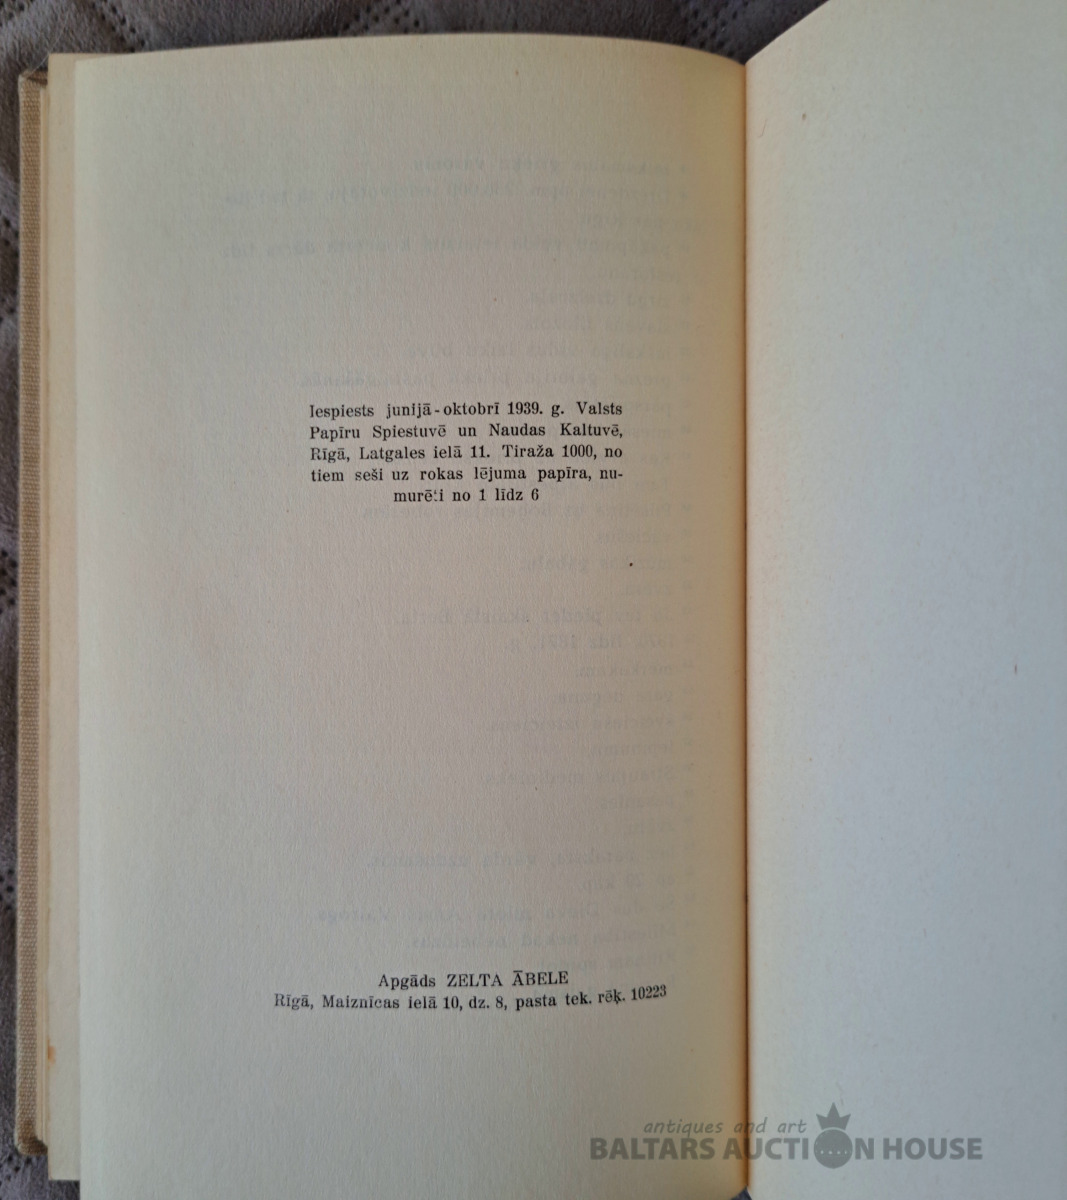 Iespiests junijā-oktobrī 1939. g. Valsts
Papīru Spiestuvē un Naudas Kaltuvē,
Rīgā, Latgales ielā 11. Tiraža 1000, no
tiem seši uz rokas lējuma papīra, nu-
murēti no 1 līdz 6
Apgāds ZELTA ĀBELE
Rīgā, Maiznīcas ielā 10, dz. 8, pasta tek. rēķ. 10223
antiques and art
BALTARS AUCTION HOUSE